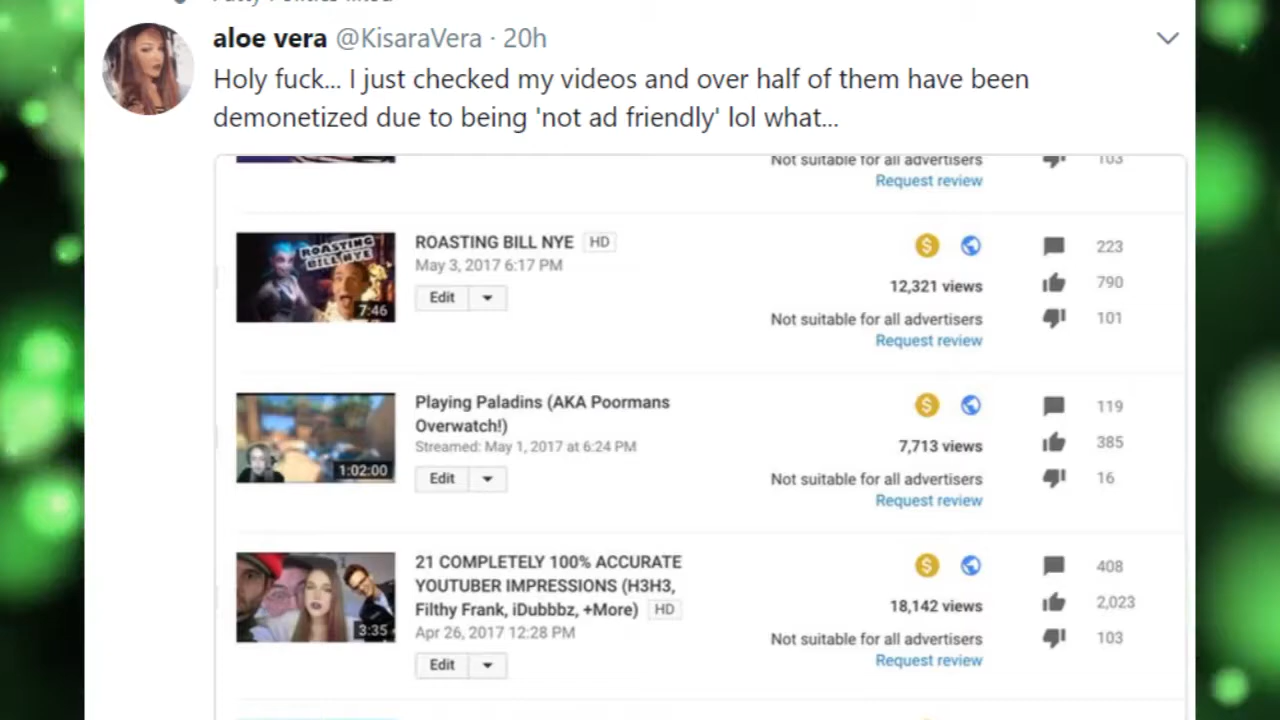 aloe vera @KisaraVera · 20h
Holy fuck... I just checked my videos and over half of them have been
demonetized due to being 'not ad friendly' lol what...
Not suitable for all advertisers 103
Request review
ROASTING BILL NYE HD
May 3, 2017 6:17 PM
Edit
ROASTING
BILL NYE
7:46
223
12,321 views
790
Not suitable for all advertisers
101
Request review
Playing Paladins (AKA Poormans
Overwatch!)
Streamed: May 1, 2017 at 6:24 PM
Edit
1:02:00
119
7,713 views
385
Not suitable for all advertisers
16
Request review
21 COMPLETELY 100% ACCURATE
YOUTUBER IMPRESSIONS (H3H3,
Filthy Frank, iDubbbz, +More) HD
Apr 26, 2017 12:28 PM
Edit
3:35
408
18,142 views
2,023
Not suitable for all advertisers
103
Request review